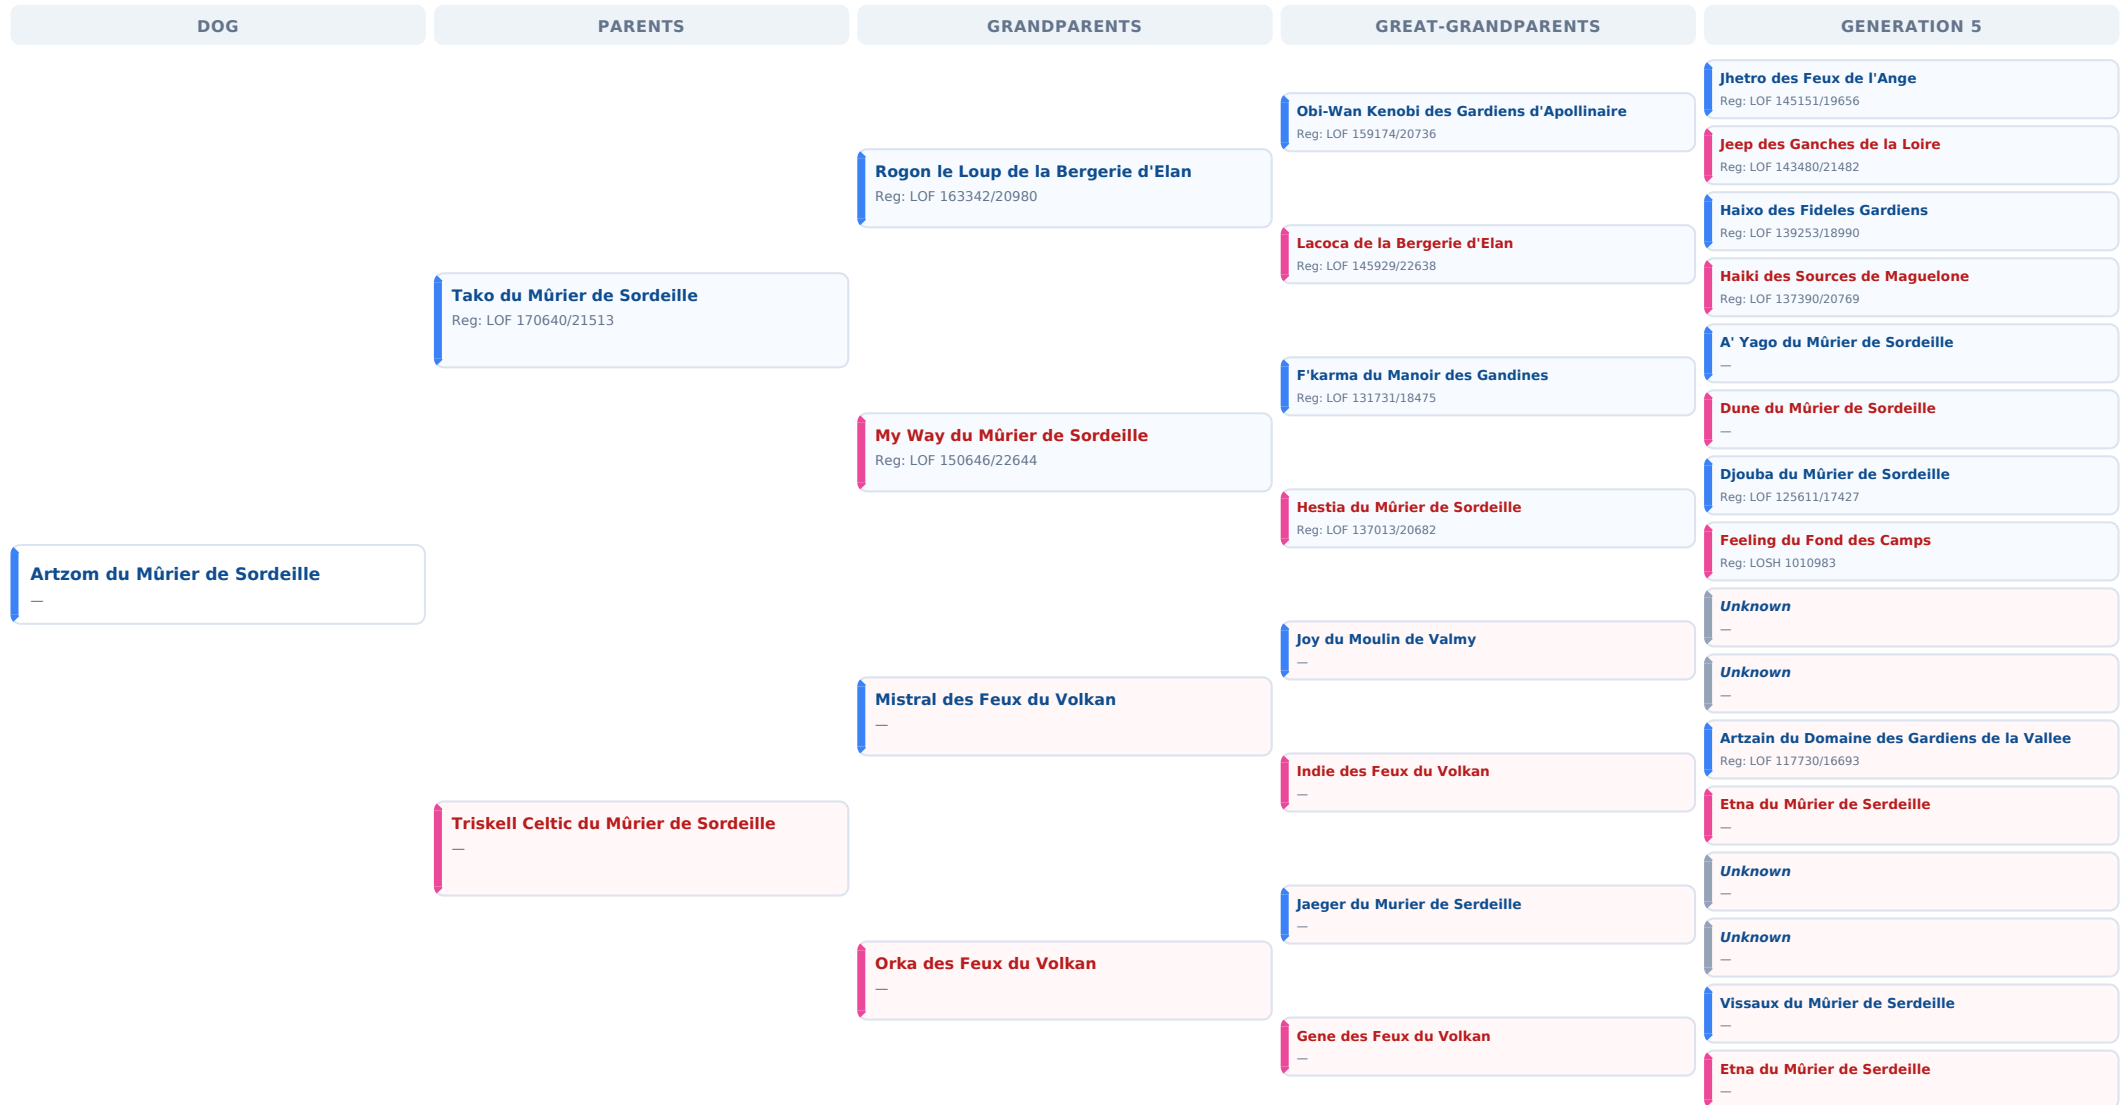 DOG
PARENTS
GRANDPARENTS
GREAT-GRANDPARENTS
GENERATION 5
Artzom du Mûrier de Sordeille
—
Tako du Mûrier de Sordeille
Reg: LOF 170640/21513
Triskell Celtic du Mûrier de Sordeille
—
Rogon le Loup de la Bergerie d'Elan
Reg: LOF 163342/20980
My Way du Mûrier de Sordeille
Reg: LOF 150646/22644
Mistral des Feux du Volkan
—
Orka des Feux du Volkan
—
Obi-Wan Kenobi des Gardiens d'Apollinaire
Reg: LOF 159174/20736
Lacoca de la Bergerie d'Elan
Reg: LOF 145929/22638
F'karma du Manoir des Gandines
Reg: LOF 131731/18475
Hestia du Mûrier de Sordeille
Reg: LOF 137013/20682
Joy du Moulin de Valmy
—
Indie des Feux du Volkan
—
Jaeger du Murier de Serdeille
—
Gene des Feux du Volkan
—
Jhetro des Feux de l'Ange
Reg: LOF 145151/19656
Jeep des Ganches de la Loire
Reg: LOF 143480/21482
Haixo des Fideles Gardiens
Reg: LOF 139253/18990
Haiki des Sources de Maguelone
Reg: LOF 137390/20769
A' Yago du Mûrier de Sordeille
—
Dune du Mûrier de Sordeille
—
Djouba du Mûrier de Sordeille
Reg: LOF 125611/17427
Feeling du Fond des Camps
Reg: LOSH 1010983
Unknown
—
Unknown
—
Artzain du Domaine des Gardiens de la Vallee
Reg: LOF 117730/16693
Etna du Mûrier de Serdeille
—
Unknown
—
Unknown
—
Vissaux du Mûrier de Serdeille
—
Etna du Mûrier de Serdeille
—